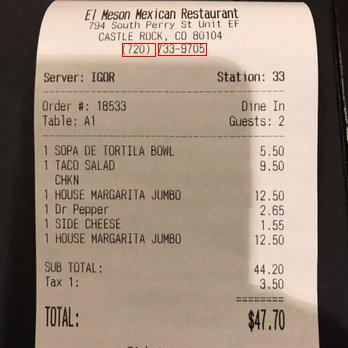 El Meson Mexican Restaurant
794 South Perry St Unit EF
CASTLE ROCK, CO 80104
(720) 733-9705
Server: IGOR Station: 33
Order #: 18533 Dine In
Table: A1 Guests: 2
1 SOPA DE TORTILA BOWL 5.50
1 TACO SALAD 9.50
CHKN
1 HOUSE MARGARITA JUMBO 12.50
1 Dr Pepper 2.65
1 SIDE CHEESE 1.55
1 HOUSE MARGARITA JUMBO 12.50
SUB TOTAL: 44.20
Tax 1: 3.50
TOTAL: $47.70